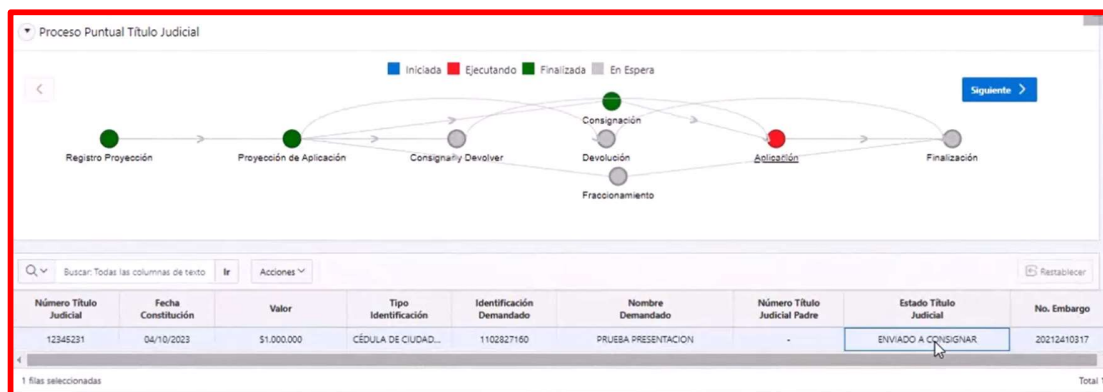 Proceso Puntual Título Judicial
Iniciada Ejecutando Finalizada En Espera
Siguiente
Consignación
Registro Proyección Proyección de Aplicación Devolver Devolución Aplicación Finalización
Fraccionamiento
Buscar: Todas las columnas de texto Ir Acciones Restablecer
Número Título Judicial Fecha Constitución Valor Tipo Identificación Identificación Demandado Nombre Demandado Número Título Judicial Padre Estado Título Judicial No. Embargo
12345231 04/10/2023 $1.000.000 CÉDULA DE CIUDAD... 1102827160 PRUEBA PRESENTACION - ENVIADO A CONSIGNAR 20212410317
1 filas seleccionadas Total 1